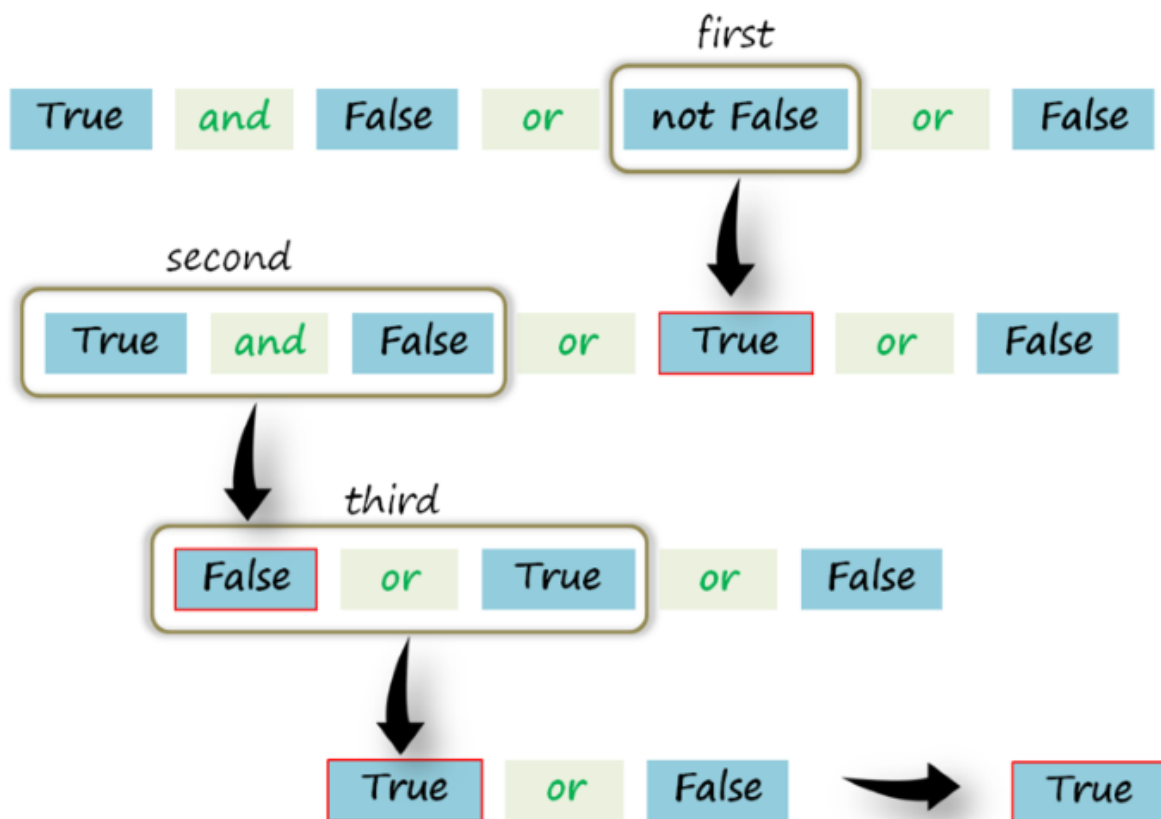 first
True and False or not False or False
second
True and False or True or False
third
False or True or False
True or False True